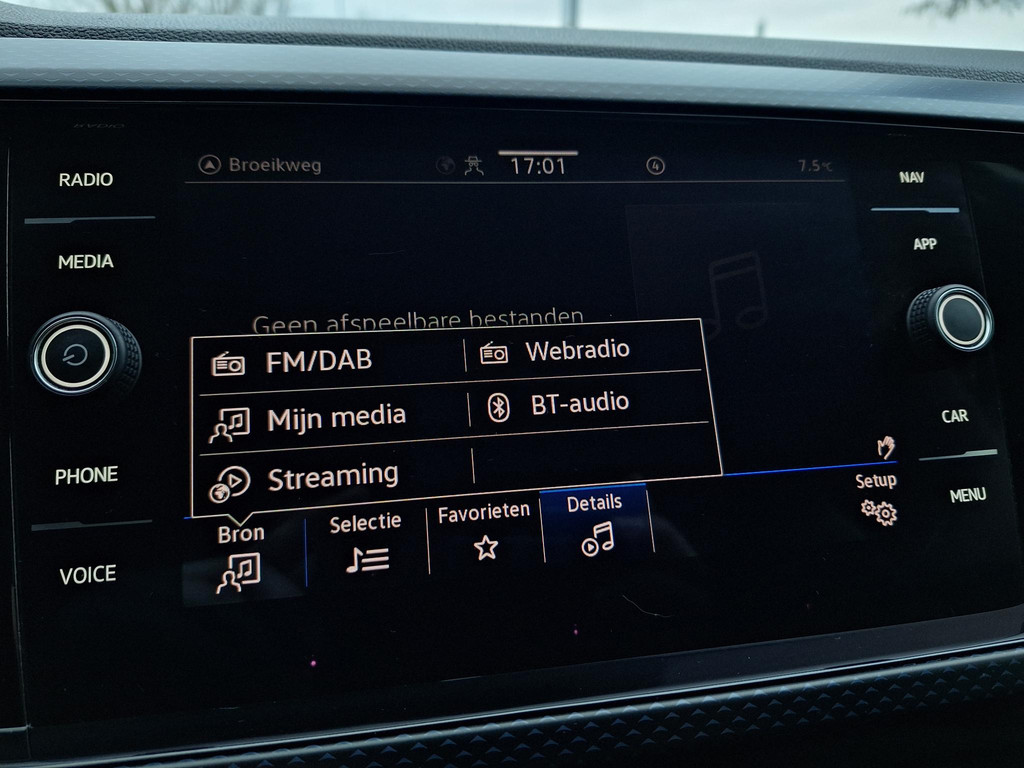 RADIO
MEDIA
PHONE
VOICE
Broeikweg
17:01
4
7.5°C
Geen afspeelbare bestanden
FM/DAB
Webradio
Mijn media
BT-audio
Streaming
Bron
Selectie
Favorieten
Details
Setup
NAV
APP
CAR
MENU